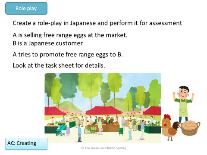 Role play
Create a role-play in Japanese and perform it for assessment
A is selling free range eggs at the market.
B is a Japanese customer.
A tries to promote free range eggs to B.
Look at the task sheet for details.
AC: Creating